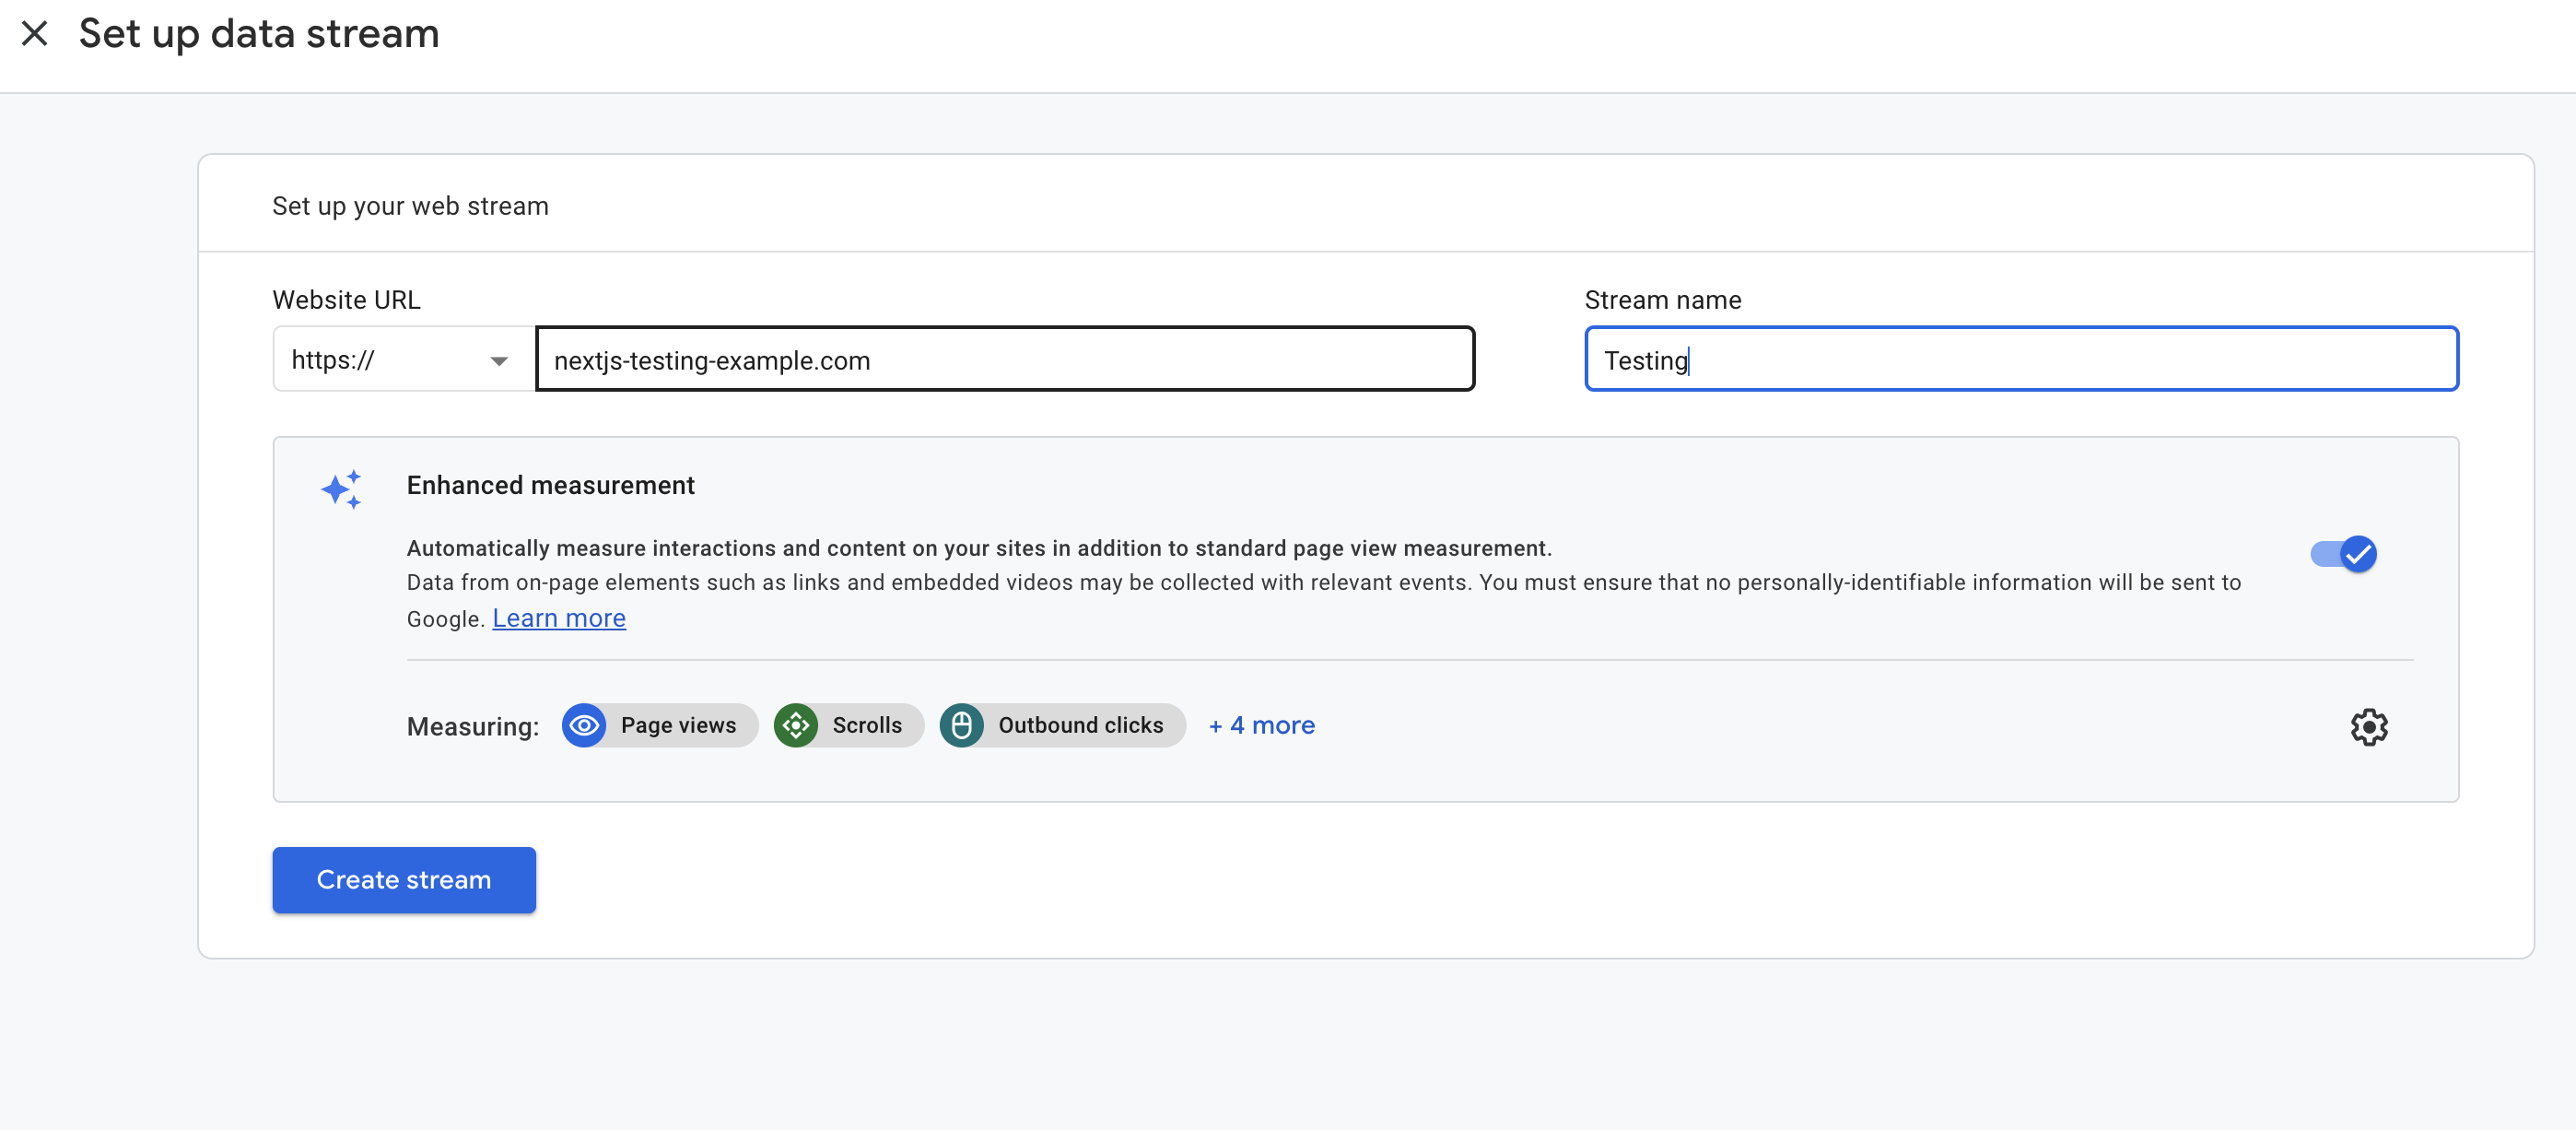 Set up data stream
Set up your web stream
Website URL
Stream name
https://
nextjs-testing-example.com
Testing
Enhanced measurement
Automatically measure interactions and content on your sites in addition to standard page view measurement.
Data from on-page elements such as links and embedded videos may be collected with relevant events. You must ensure that no personally-identifiable information will be sent to
Google. Learn more
Measuring: Page views Scrolls Outbound clicks + 4 more
Create stream